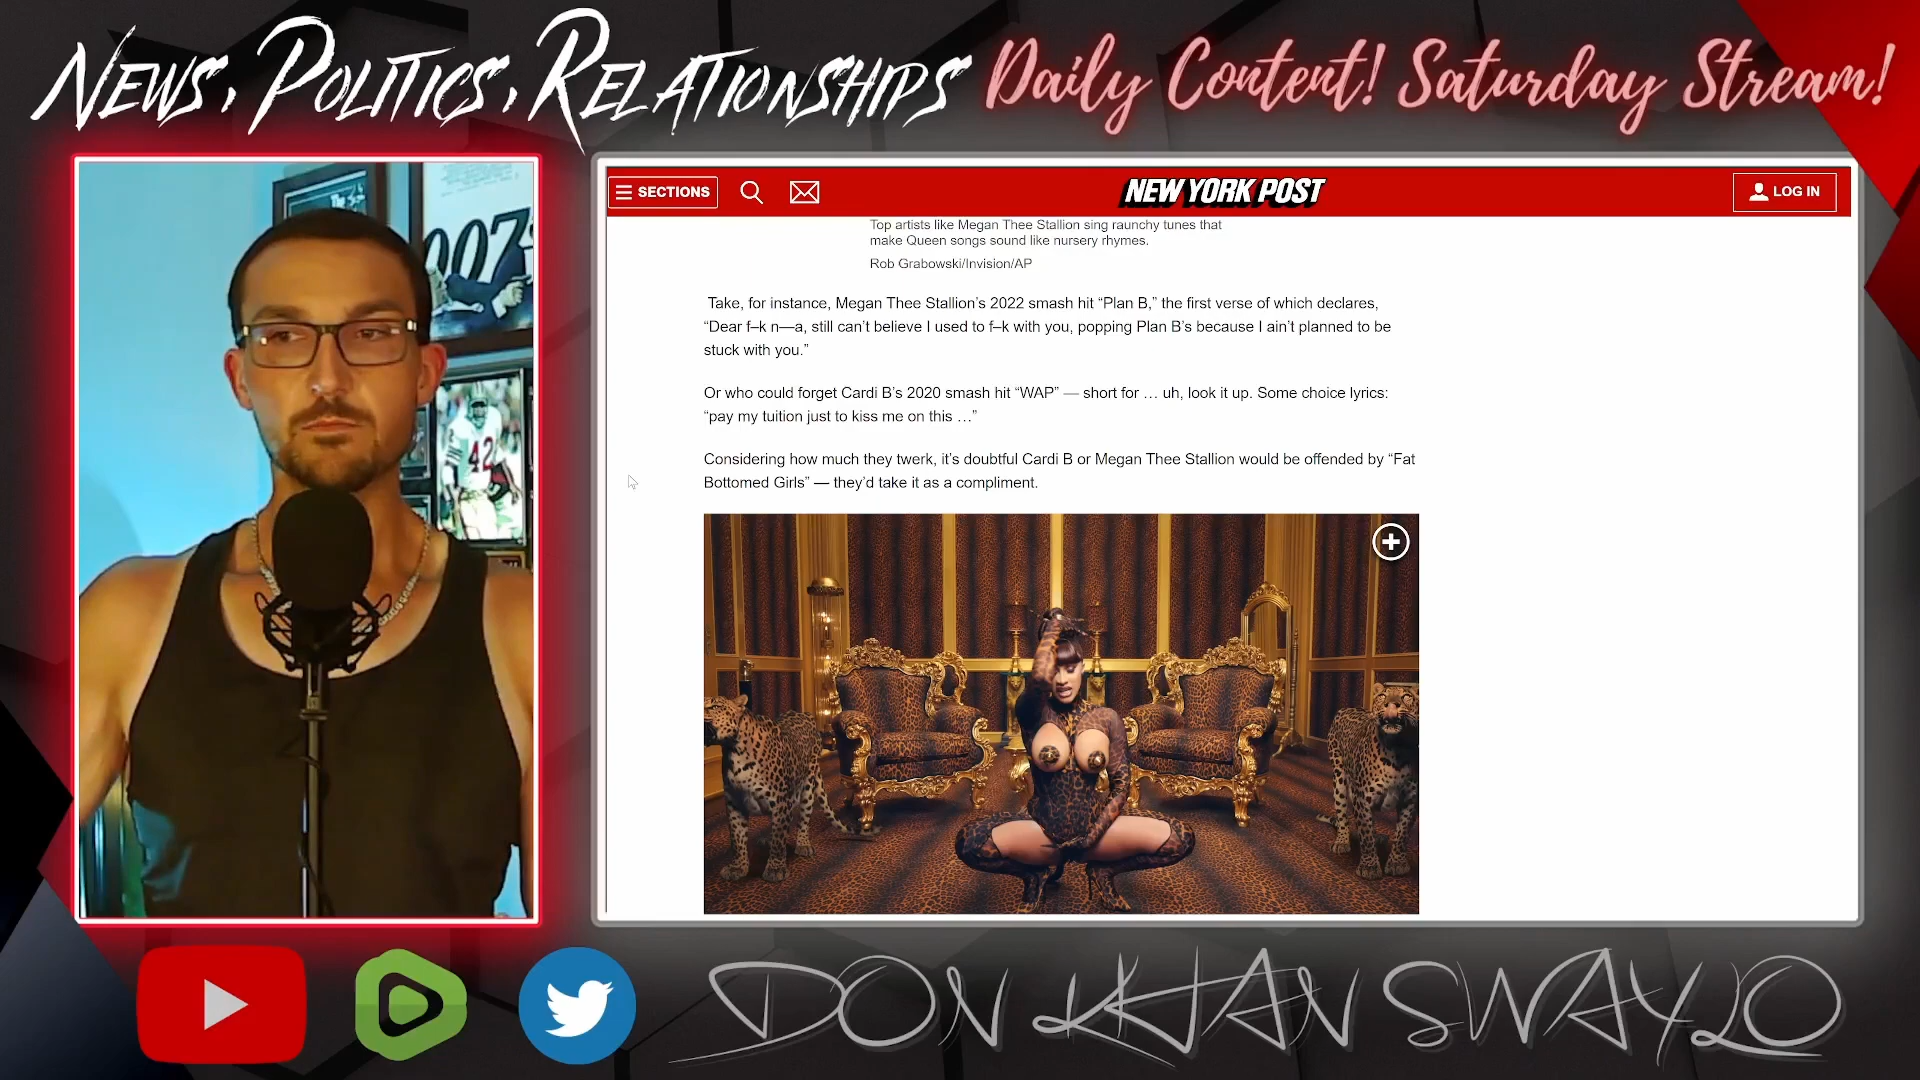 NEWS, POLITICS, RELATIONSHIPS
Daily Content! Saturday Stream!
007
42
SECTIONS
NEW YORK POST
LOG IN
Top artists like Megan Thee Stallion sing raunchy tunes that
make Queen songs sound like nursery rhymes.
Rob Grabowski/Invision/AP
Take, for instance, Megan Thee Stallion’s 2022 smash hit “Plan B,” the first verse of which declares,
“Dear f–k n—a, still can’t believe I used to f–k with you, popping Plan B’s because I ain’t planned to be
stuck with you.”
Or who could forget Cardi B’s 2020 smash hit “WAP” — short for … uh, look it up. Some choice lyrics:
“pay my tuition just to kiss me on this …”
Considering how much they twerk, it’s doubtful Cardi B or Megan Thee Stallion would be offended by “Fat
Bottomed Girls” — they’d take it as a compliment.
DON KHAN SWAYLO